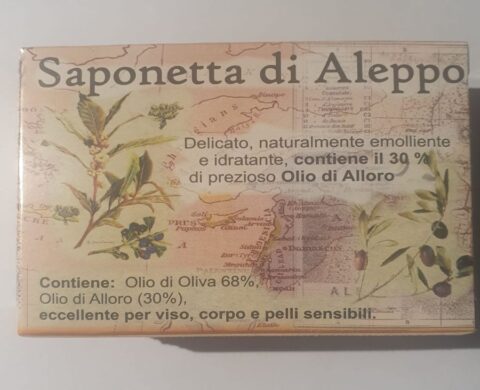 Saponetta di Aleppo
Delicato, naturalmente emolliente
e idratante, contiene il 30 %
di prezioso Olio di Alloro
DAMASCUS
Contiene: Olio di Oliva 68%,
Olio di Alloro (30%),
eccellente per viso, corpo e pelli sensibili.